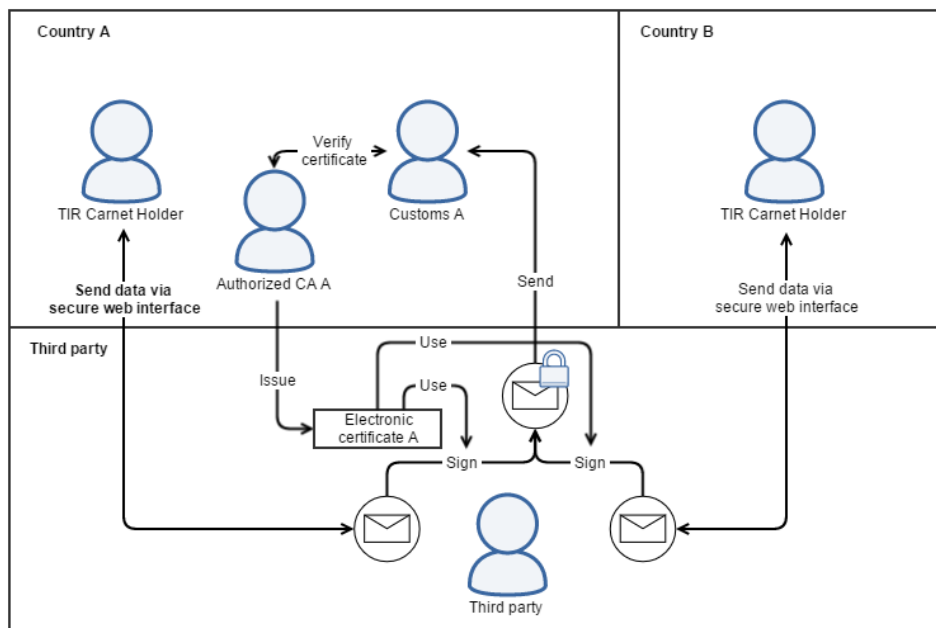 Country A
Country B
Verify
certificate
TIR Carnet Holder
Customs A
TIR Carnet Holder
Authorized CA A
Send data via
secure web interface
Send
Send data via
secure web interface
Third party
Use
Issue
Use
Electronic
certificate A
Sign
Sign
Third party